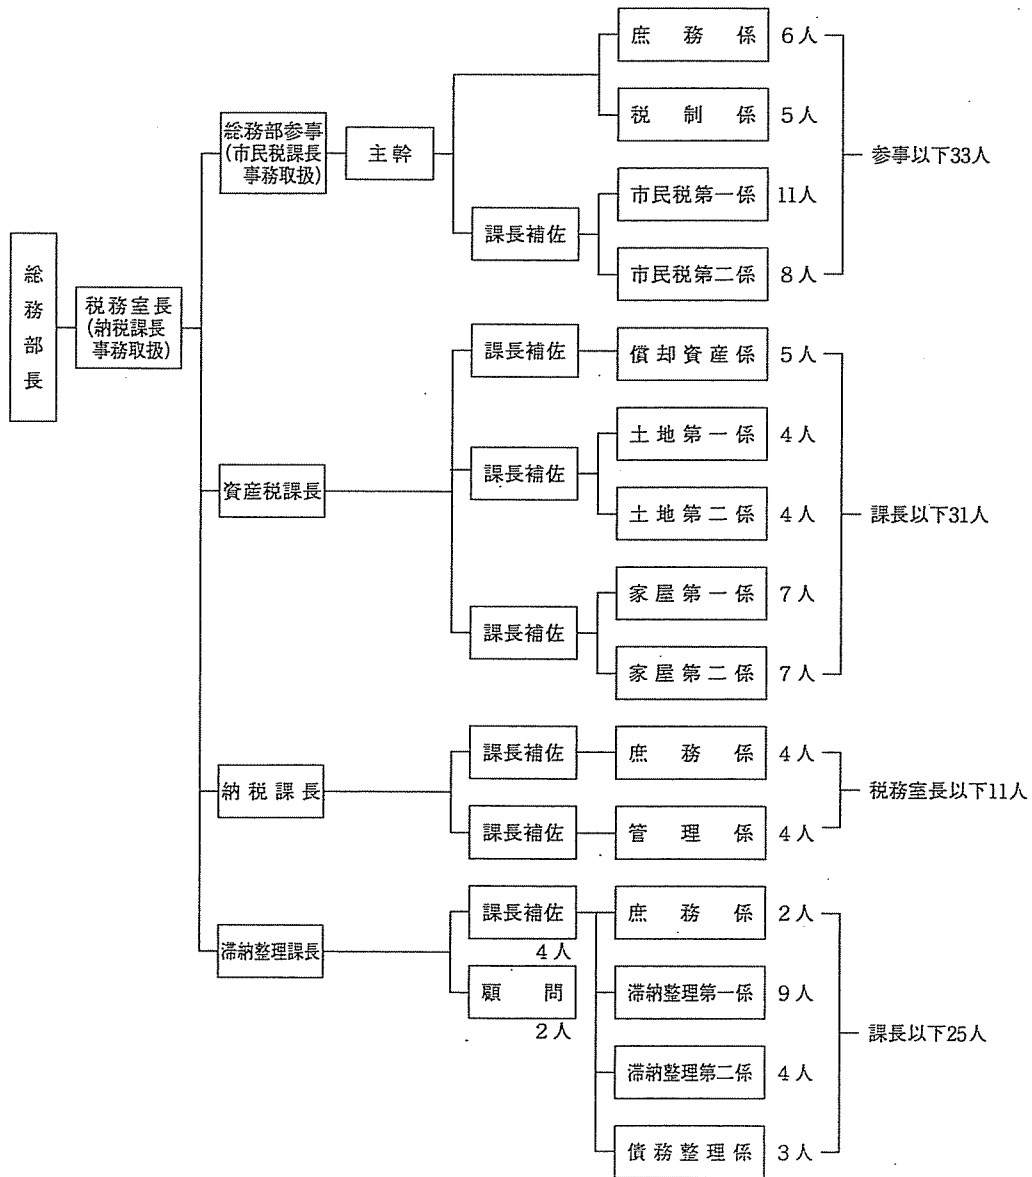 総務部長
税務室長
(納税課長
事務取扱)
総務部参事
(市民税課長
事務取扱)
主幹
庶務係 6人
税制係 5人
課長補佐
市民税第一係 11人
市民税第二係 8人
参事以下33人
資産税課長
課長補佐
償却資産係 5人
課長補佐
土地第一係 4人
土地第二係 4人
課長補佐
家屋第一係 7人
家屋第二係 7人
課長以下31人
納税課長
課長補佐
庶務係 4人
課長補佐
管理係 4人
税務室長以下11人
滞納整理課長
課長補佐
4人
顧問
2人
庶務係 2人
滞納整理第一係 9人
滞納整理第二係 4人
債務整理係 3人
課長以下25人